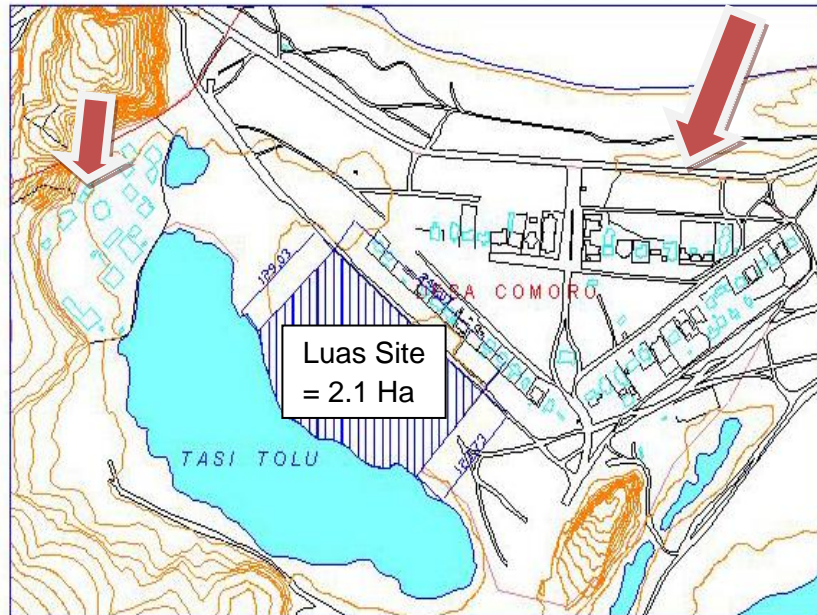 129,03
DESA COMORO
Luas Site
= 2.1 Ha
TASI TOLU